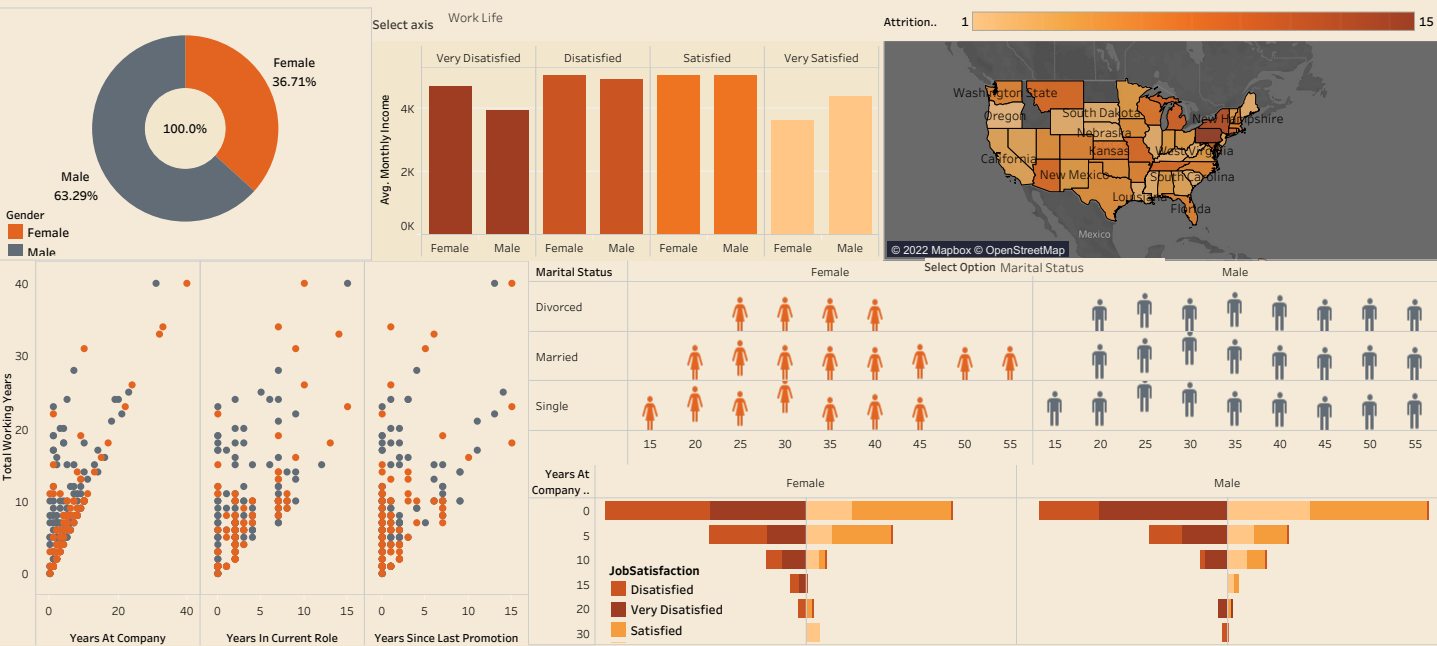 Female
36.71%
100.0%
Male
63.29%
Gender
Female
Male
Select axis
Work Life
Very Disatisfied
Disatisfied
Satisfied
Very Satisfied
Avg. Monthly Income
4K
2K
0K
Female
Male
Female
Male
Female
Male
Female
Male
Attrition..
1
15
Washington State
Oregon
South Dakota
New Hampshire
Nebraska
California
Kansas
West Virginia
New Mexico
South Carolina
Louisiana
Florida
Mexico
© 2022 Mapbox © OpenStreetMap
Total Working Years
40
30
20
10
0
0
20
40
Years At Company
0
5
10
15
Years In Current Role
0
5
10
15
Years Since Last Promotion
Select Option
Marital Status
Marital Status
Female
Male
Divorced
Married
Single
15
20
25
30
35
40
45
50
55
15
20
25
30
35
40
45
50
55
Years At
Company ..
Female
Male
0
5
10
15
20
30
JobSatisfaction
Disatisfied
Very Disatisfied
Satisfied